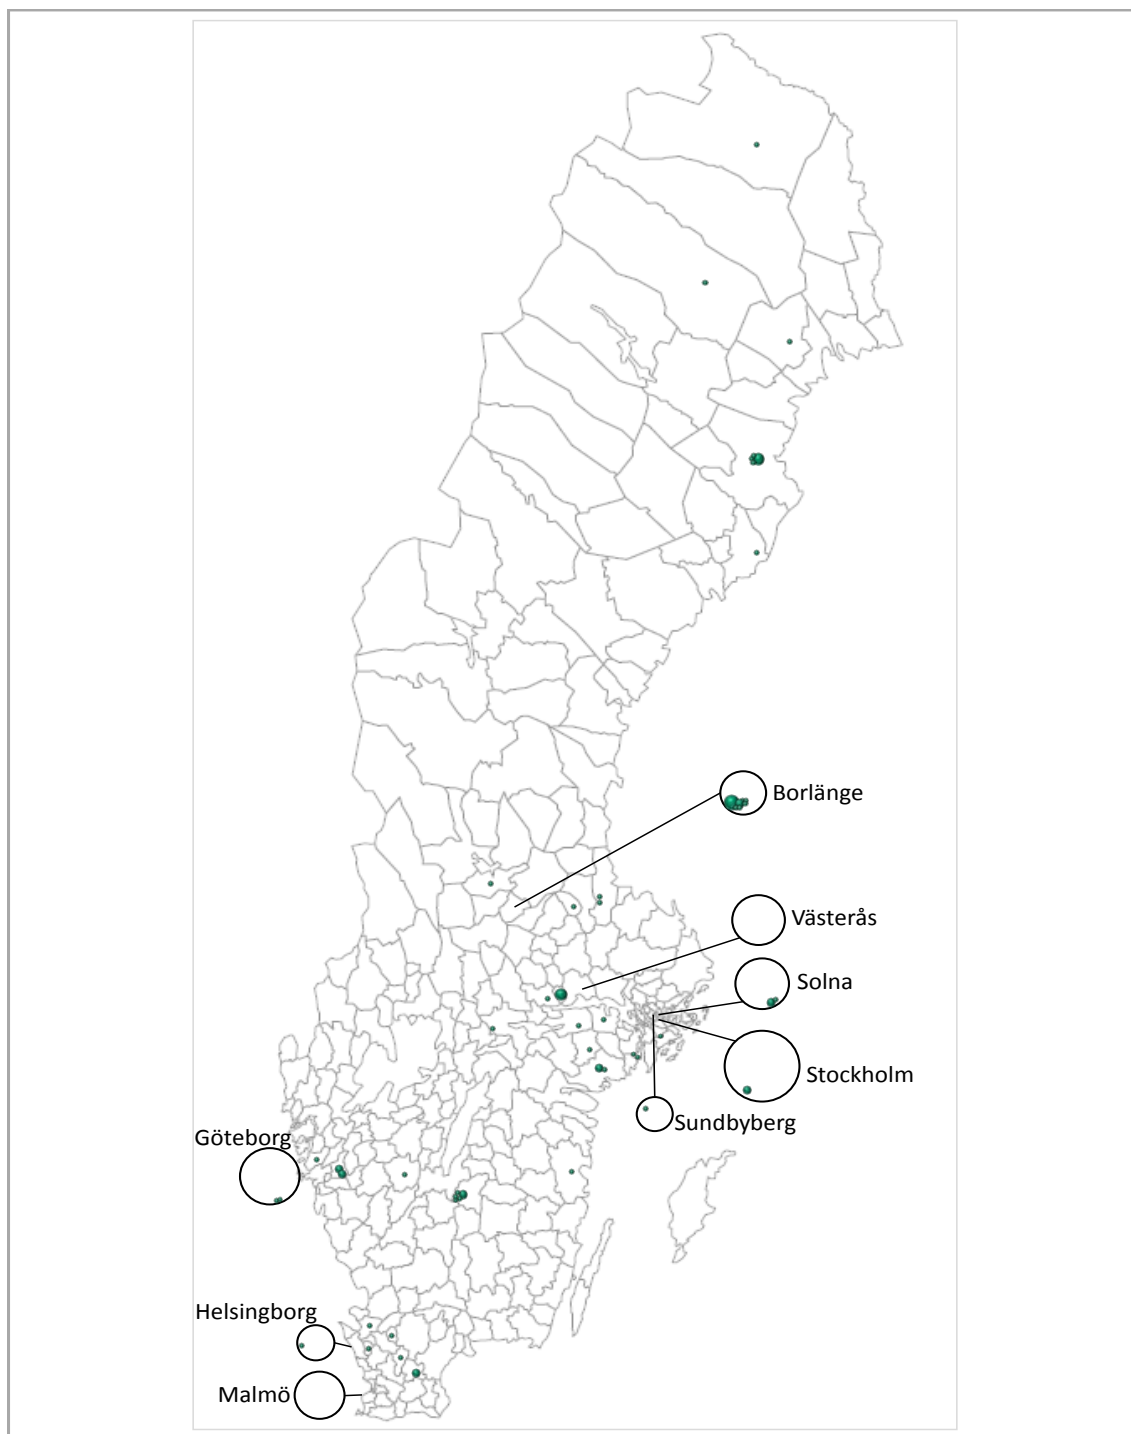 Borlänge
Västerås
Solna
Stockholm
Sundbyberg
Göteborg
Helsingborg
Malmö